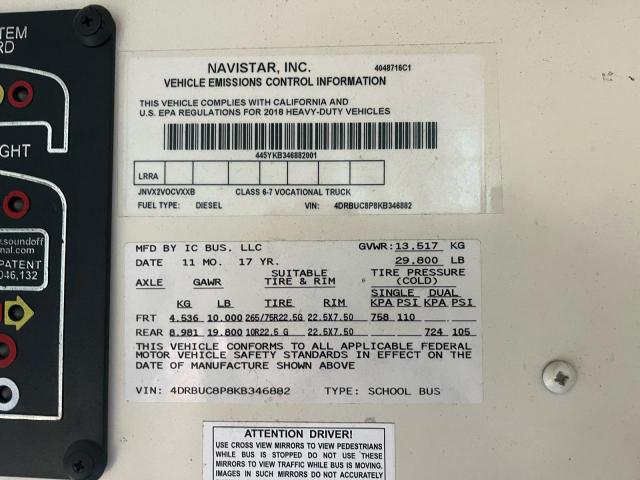 TEM
RD
GHT
.soundoff
nal.com
PATENT
046,132
NAVISTAR, INC.
4048716C1
VEHICLE EMISSIONS CONTROL INFORMATION
THIS VEHICLE COMPLIES WITH CALIFORNIA AND
U.S. EPA REGULATIONS FOR 2018 HEAVY-DUTY VEHICLES
445YKB346882001
LRRA
JNVX2VOCVXXB CLASS 6-7 VOCATIONAL TRUCK
FUEL TYPE: DIESEL VIN: 4DRBUC8P8KB346882
MFD BY IC BUS, LLC GVWR: 13.517 KG
DATE 11 MO. 17 YR. 29.800 LB
AXLE GAWR SUITABLE TIRE & RIM TIRE PRESSURE (COLD)
SINGLE DUAL
KG LB TIRE RIM KPA PSI KPA PSI
FRT 4.536 10.000 265/75R22.5G 22.5X7.50 758 110
REAR 8.981 19.800 10R22.5 G 22.5X7.50 724 105
THIS VEHICLE CONFORMS TO ALL APPLICABLE FEDERAL
MOTOR VEHICLE SAFETY STANDARDS IN EFFECT ON THE
DATE OF MANUFACTURE SHOWN ABOVE
VIN: 4DRBUC8P8KB346882 TYPE: SCHOOL BUS
ATTENTION DRIVER!
USE CROSS VIEW MIRRORS TO VIEW PEDESTRIANS
WHILE BUS IS STOPPED DO NOT USE THESE
MIRRORS TO VIEW TRAFFIC WHILE BUS IS MOVING.
IMAGES IN SUCH MIRRORS DO NOT ACCURATELY